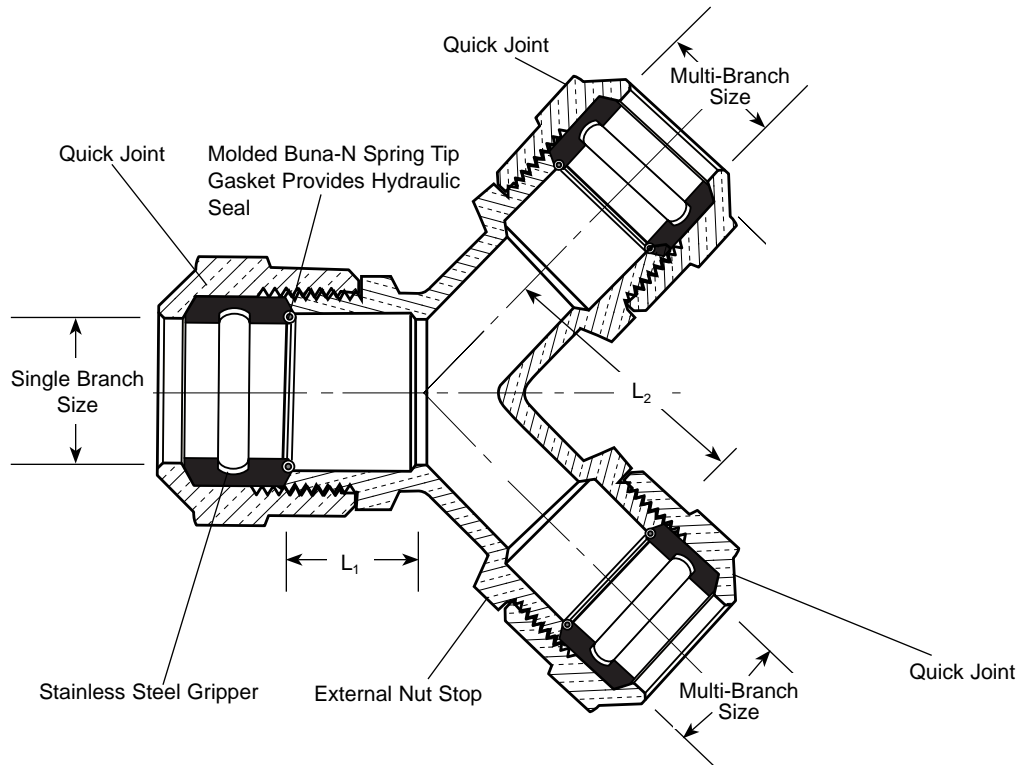 Quick Joint
Multi-Branch
Size
Quick Joint
Molded Buna-N Spring Tip
Gasket Provides Hydraulic
Seal
Single Branch
Size
L₂
L₁
Quick Joint
Stainless Steel Gripper
External Nut Stop
Multi-Branch
Size